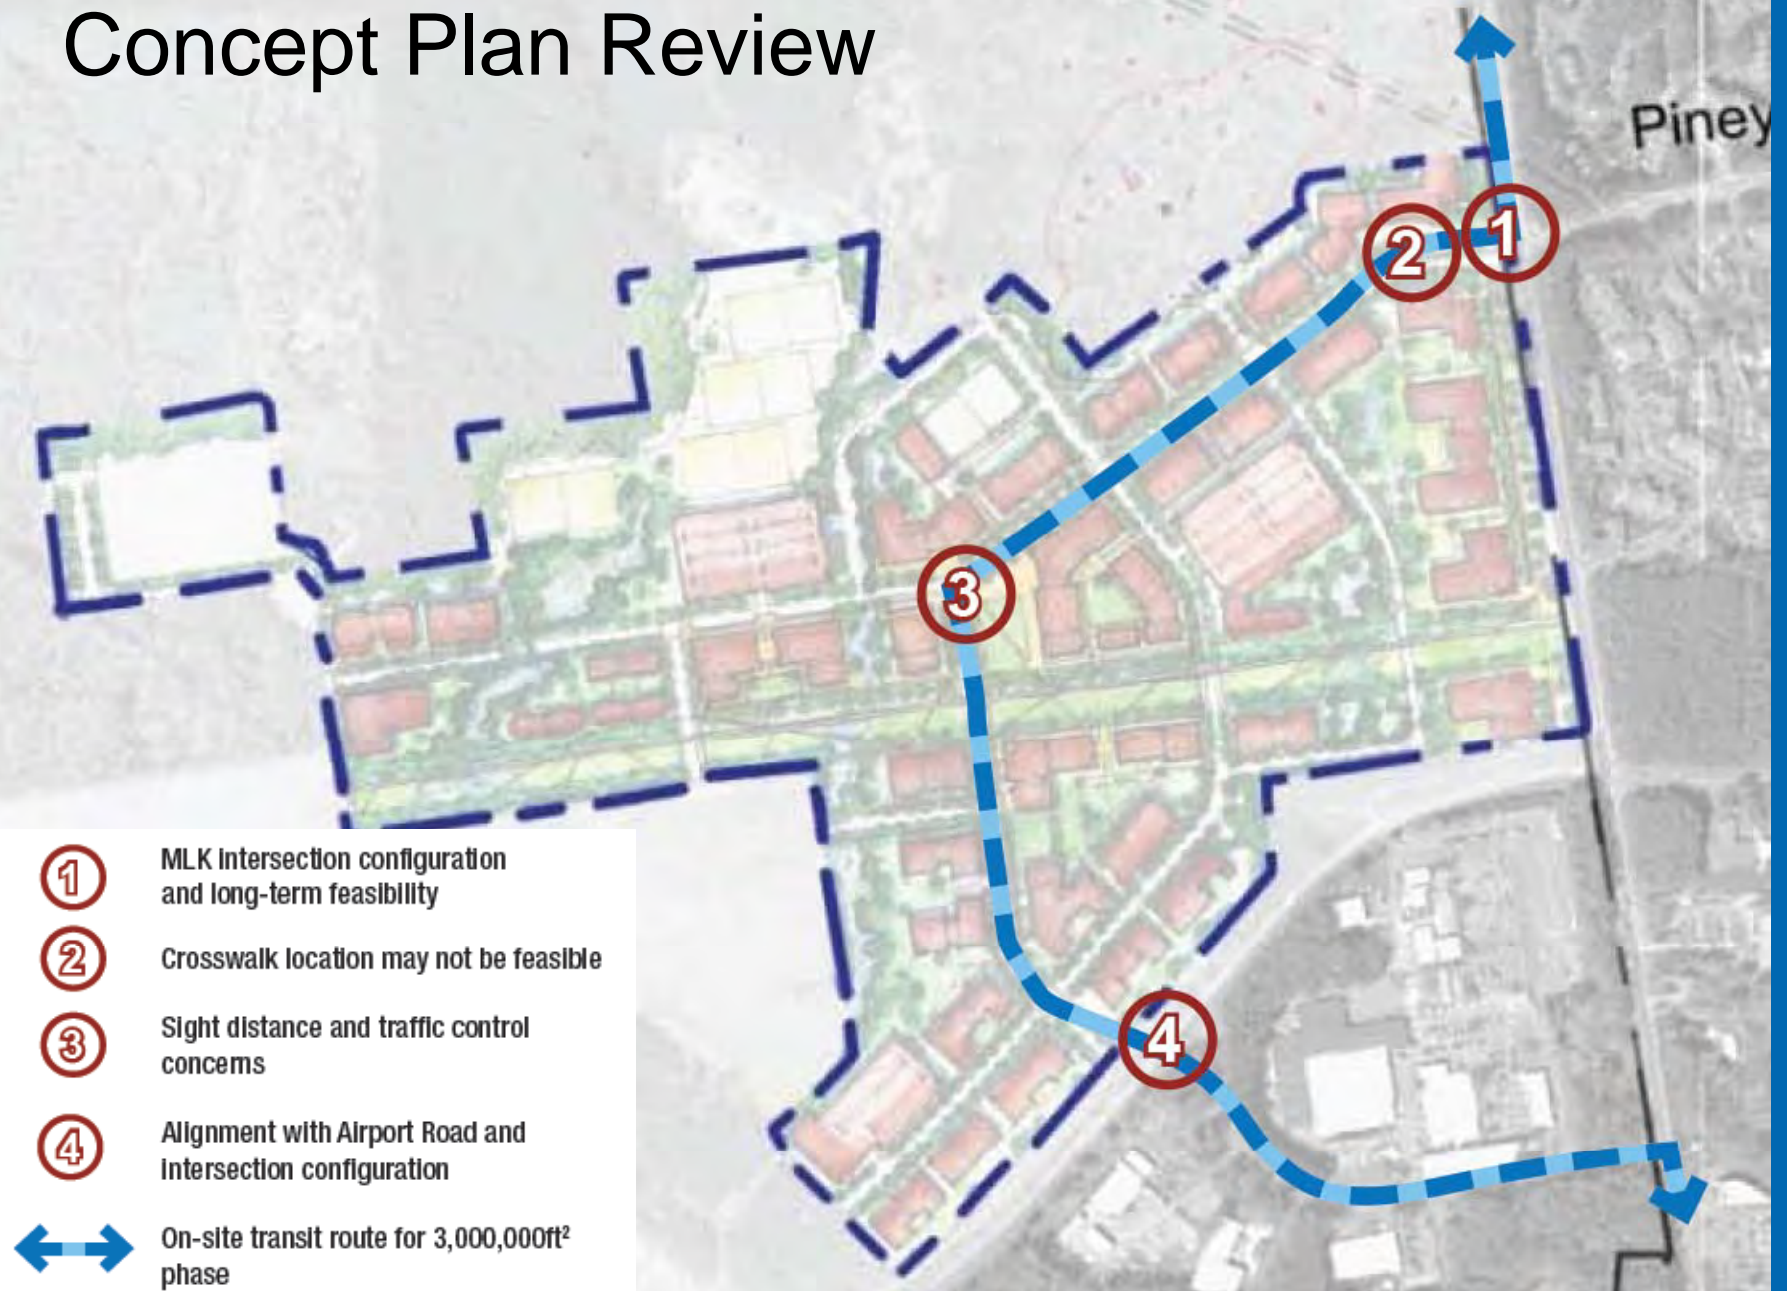 Concept Plan Review
Piney
1
2
3
4
1 MLK intersection configuration
and long-term feasibility
2 Crosswalk location may not be feasible
3 Sight distance and traffic control
concerns
4 Alignment with Airport Road and
intersection configuration
On-site transit route for 3,000,000ft²
phase